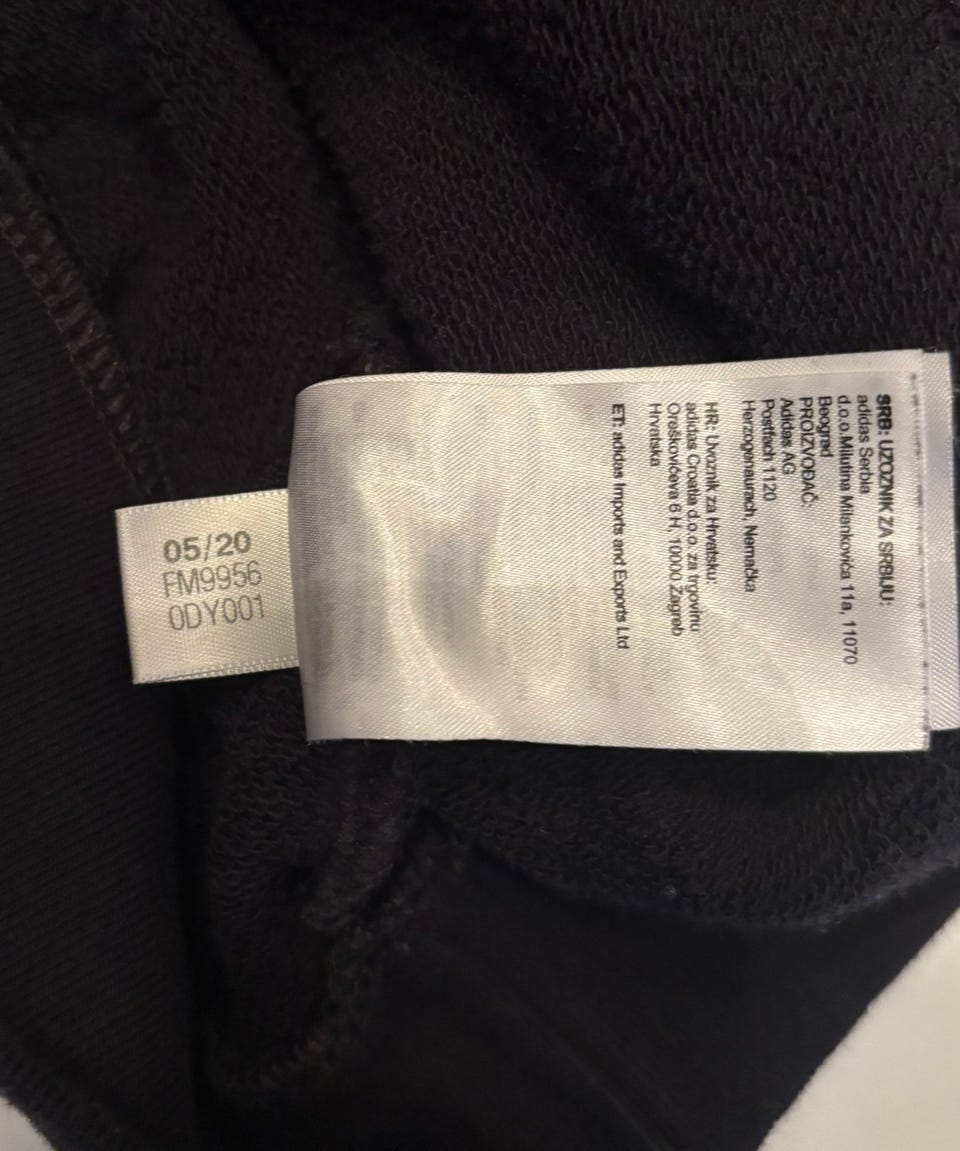 05/20
FM9956
0DY001
SRB: UZOZNIK ZA SRBIJU:
adidas Serbia
d.o.o.Milutina Milankovića 11a, 11070
Beograd
PROIZVOĐAČ:
Adidas AG
Postfach 1120
Herzogenaurach, Nemačka
HR: Uvoznik za Hrvatsku:
adidas Croatia d.o.o. za trgovinu
Oreškovićeva 6 H, 10000 Zagreb
Hrvatska
ET: adidas Imports and Exports Ltd